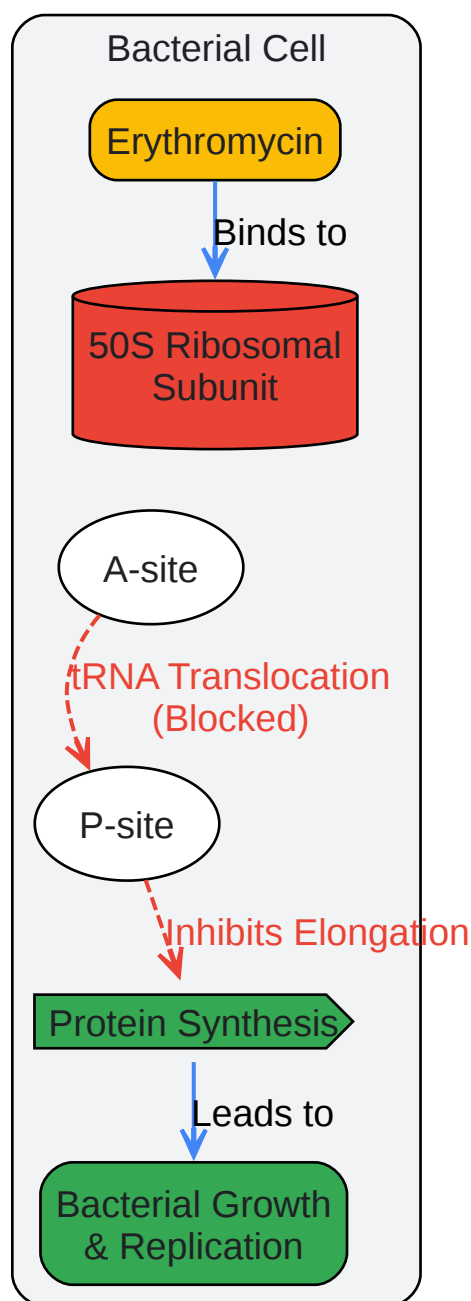 Bacterial Cell
Erythromycin
Binds to
50S Ribosomal
Subunit
A-site
tRNA Translocation
(Blocked)
P-site
Inhibits Elongation
Protein Synthesis
Leads to
Bacterial Growth
& Replication